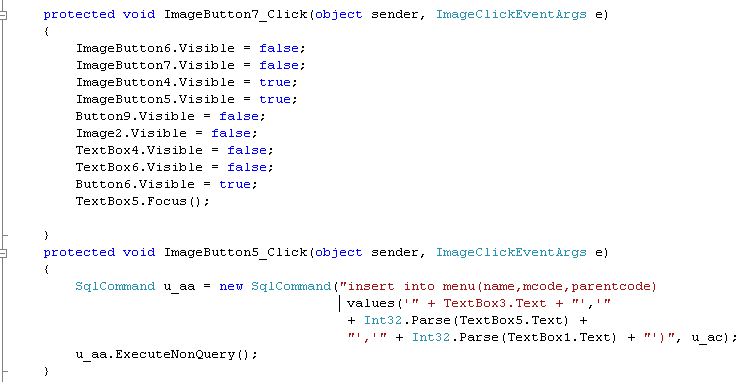 protected void ImageButton7_Click(object sender, ImageClickEventArgs e)
{
ImageButton6.Visible = false;
ImageButton7.Visible = false;
ImageButton4.Visible = true;
ImageButton5.Visible = true;
Button9.Visible = false;
Image2.Visible = false;
TextBox4.Visible = false;
TextBox6.Visible = false;
Button6.Visible = true;
TextBox5.Focus();
}
protected void ImageButton5_Click(object sender, ImageClickEventArgs e)
{
SqlCommand u_aa = new SqlCommand("insert into menu(name,mcode,parentcode)
values('" + TextBox3.Text + "','"
+ Int32.Parse(TextBox5.Text) +
"','" + Int32.Parse(TextBox1.Text) + "')", u_ac);
u_aa.ExecuteNonQuery();
}